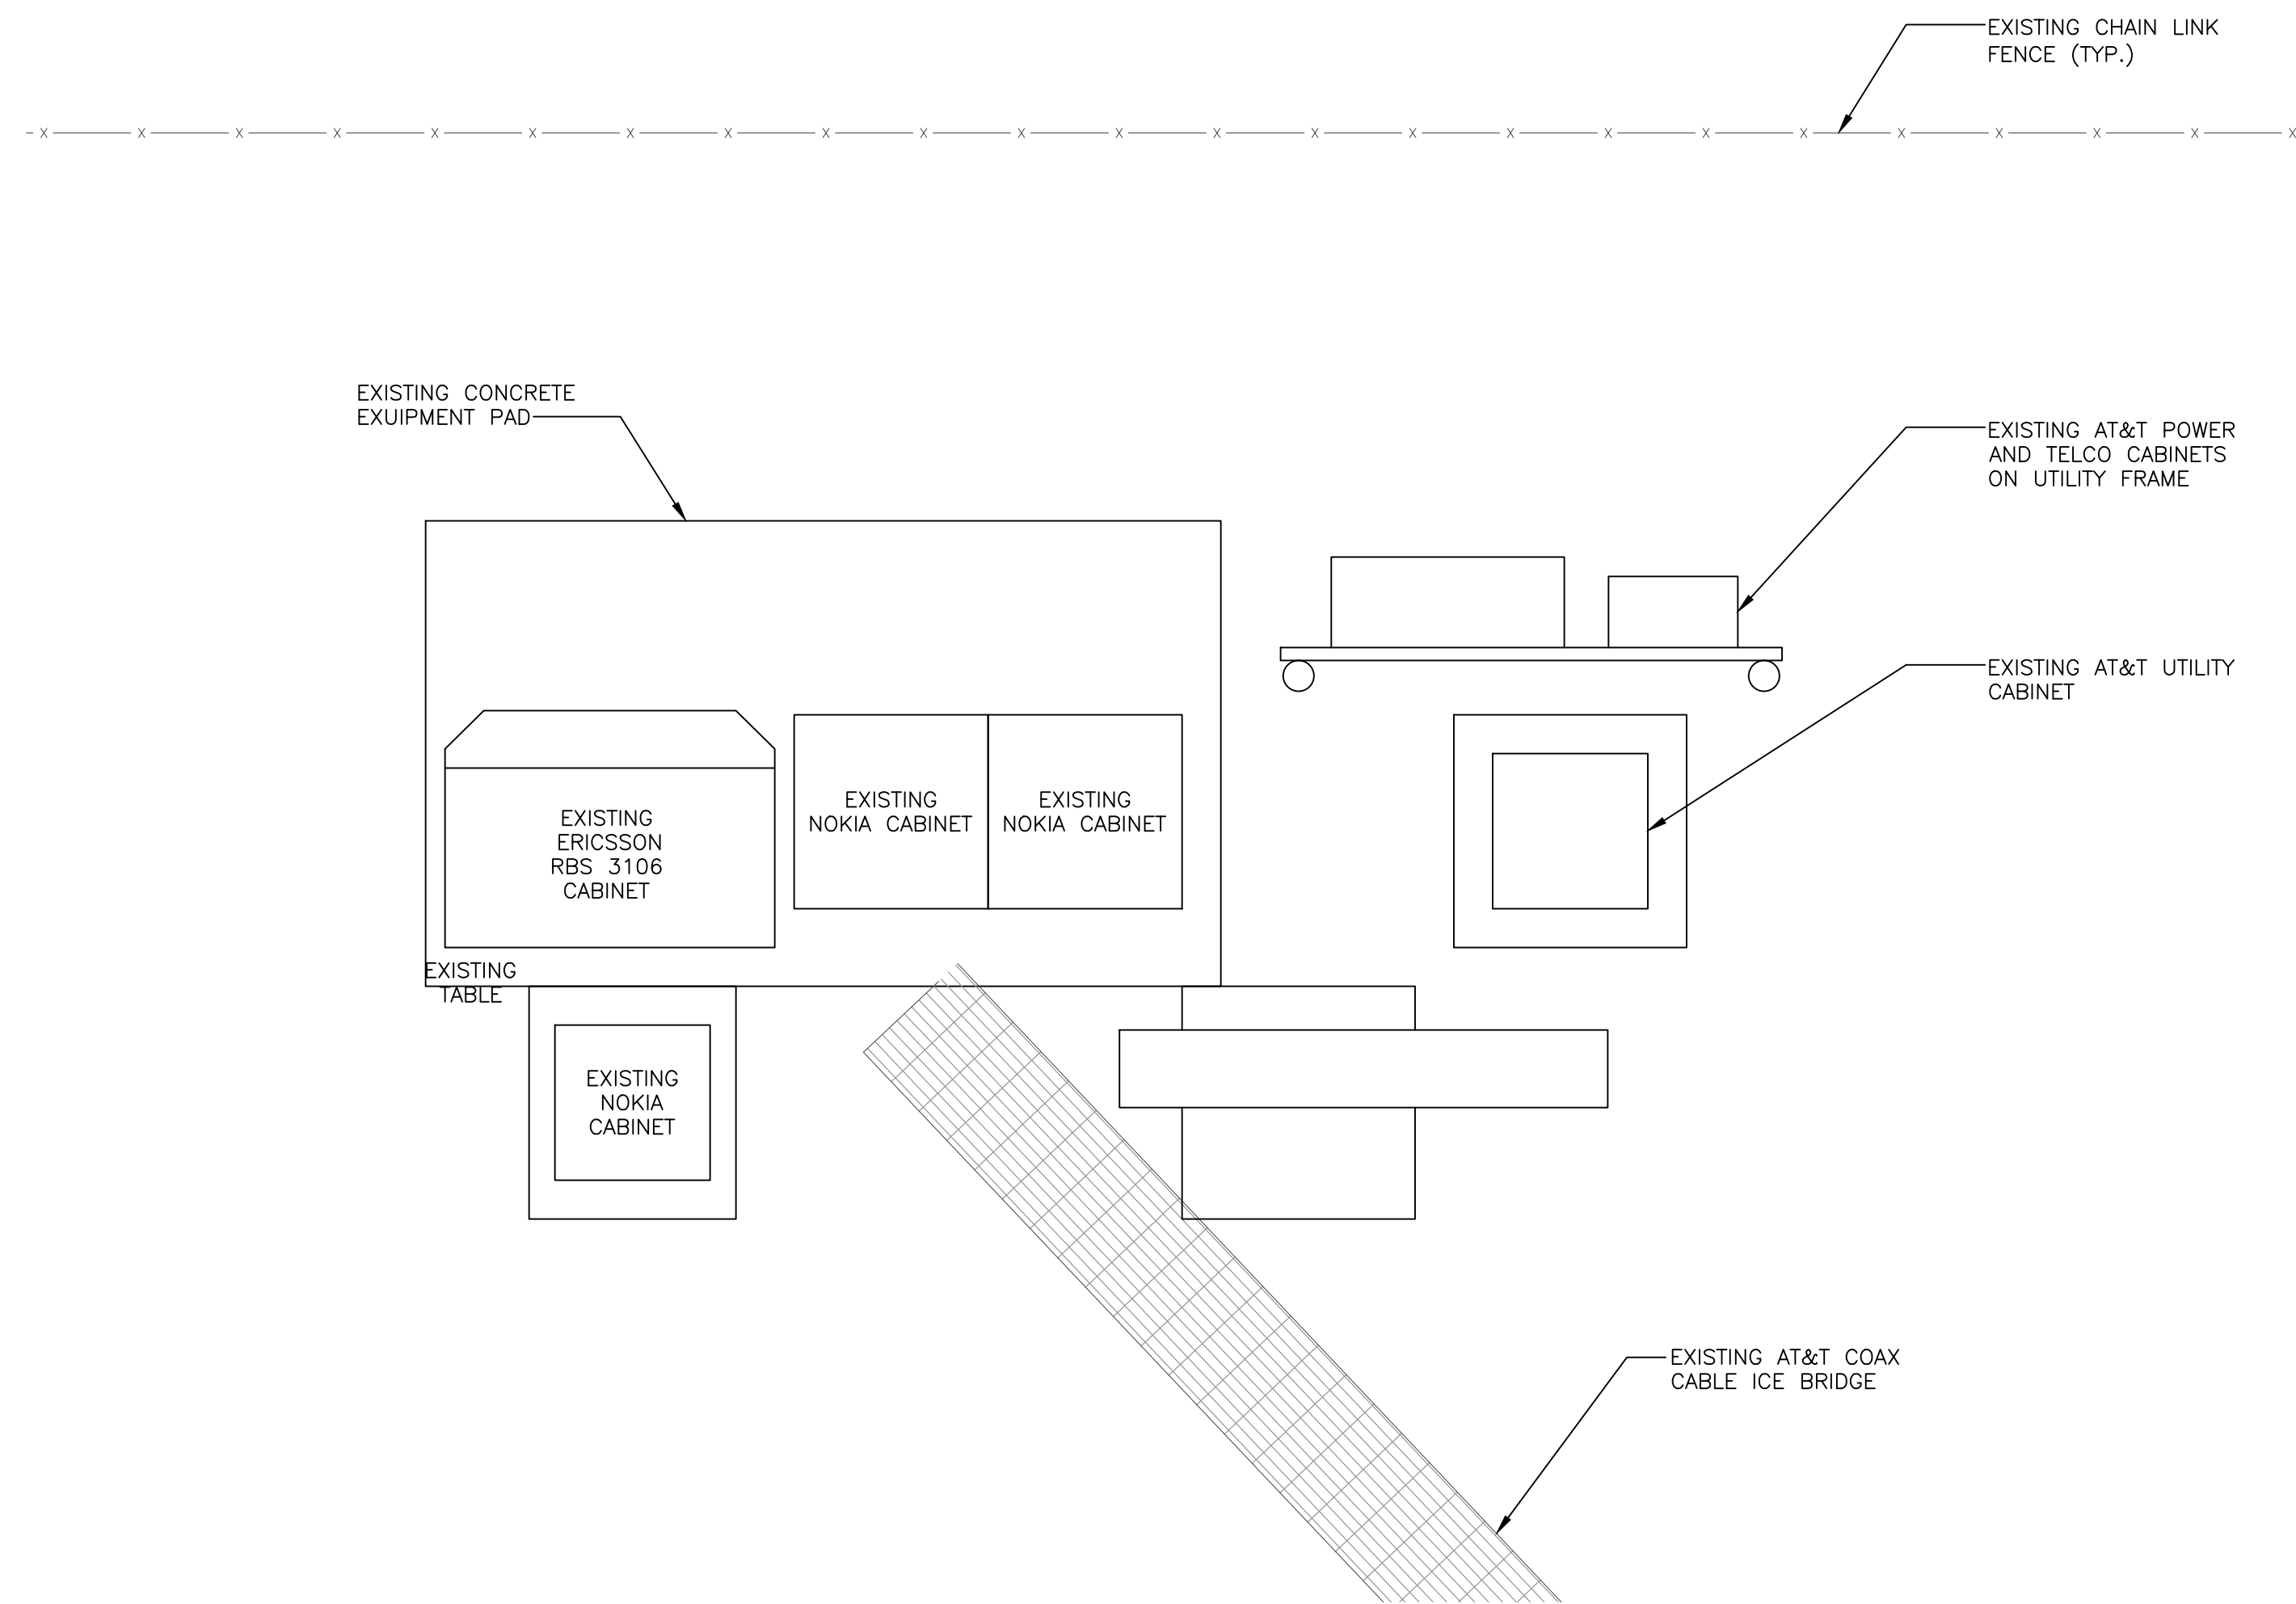 EXISTING CHAIN LINK
FENCE (TYP.)
EXISTING CONCRETE
EXUIPMENT PAD
EXISTING AT&T POWER
AND TELCO CABINETS
ON UTILITY FRAME
EXISTING AT&T UTILITY
CABINET
EXISTING
NOKIA CABINET
EXISTING
NOKIA CABINET
EXISTING
ERICSSON
RBS 3106
CABINET
EXISTING
TABLE
EXISTING
NOKIA
CABINET
EXISTING AT&T COAX
CABLE ICE BRIDGE